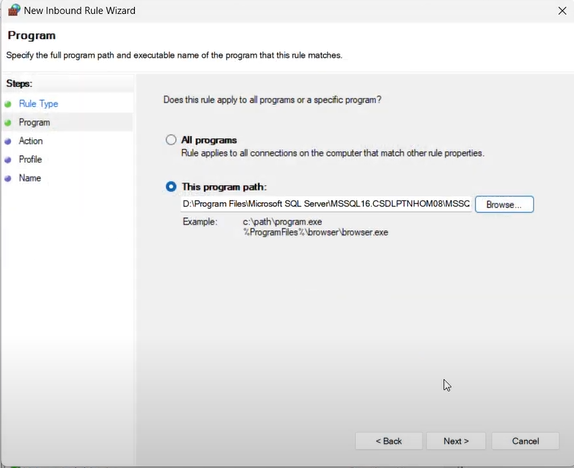 New Inbound Rule Wizard
Program
Specify the full program path and executable name of the program that this rule matches.
Steps:
Rule Type
Program
Action
Profile
Name
Does this rule apply to all programs or a specific program?
All programs
Rule applies to all connections on the computer that match other rule properties.
This program path:
D:\Program Files\Microsoft SQL Server\MSSQL16.CSDLPTNHOM08\MSSQ
Browse...
Example:
c:\path\program.exe
%ProgramFiles%\browser\browser.exe
< Back
Next >
Cancel